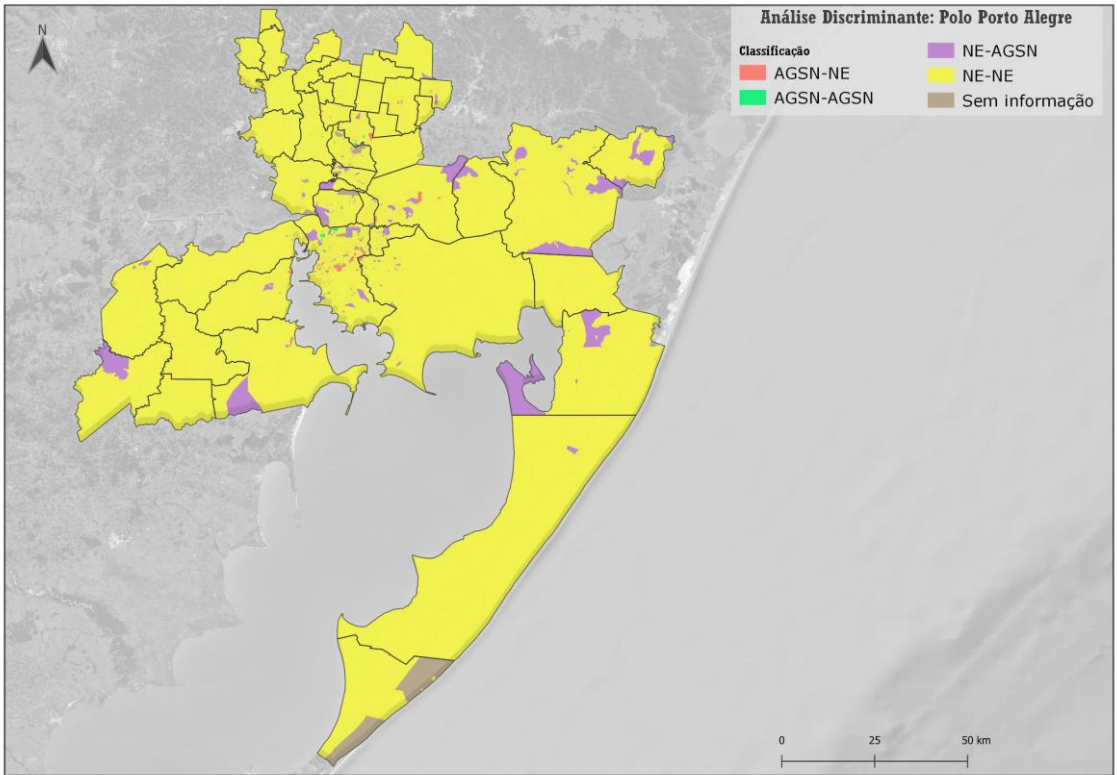 N
Análise Discriminante: Polo Porto Alegre
Classificação
AGSN-NE
AGSN-AGSN
NE-AGSN
NE-NE
Sem informação
0 25 50 km